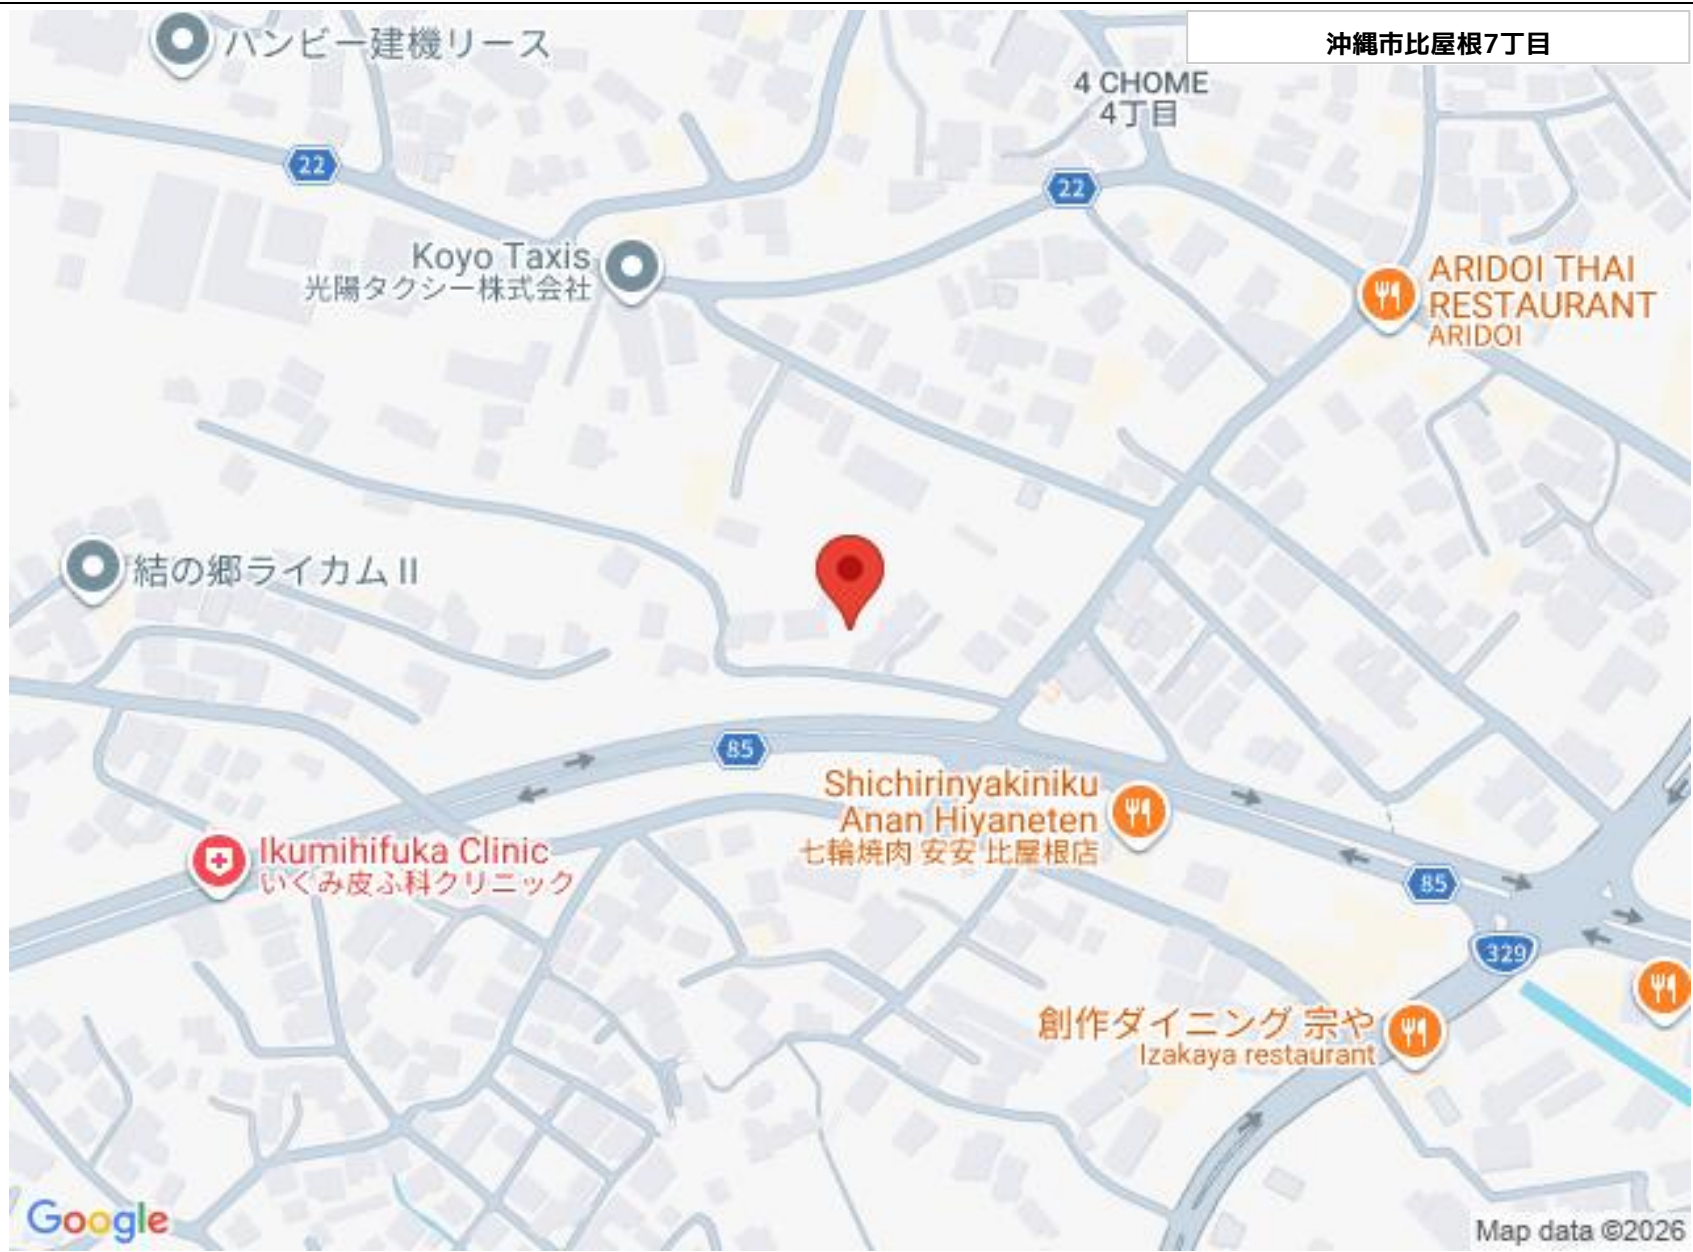 沖縄市比屋根7丁目
ハンビー建機リース
4 CHOME
4丁目
22
22
Koyo Taxis
光陽タクシー株式会社
ARIDOI THAI
RESTAURANT
ARIDOI
結の郷ライカム II
85
Shichirinyakiniku
Anan Hiyaneten
七輪焼肉 安安 比屋根店
Ikumihifuka Clinic
いくみ皮ふ科クリニック
85
329
創作ダイニング 宗や
Izakaya restaurant
Google
Map data ©2026